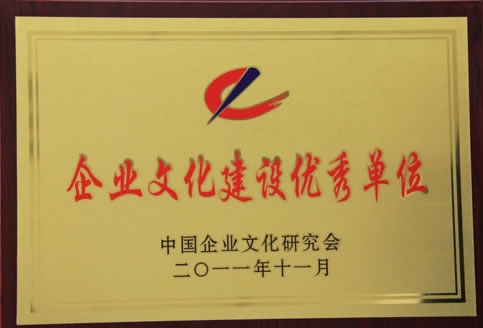 企业文化建设优秀单位
中国企业文化研究会
二〇一一年十一月